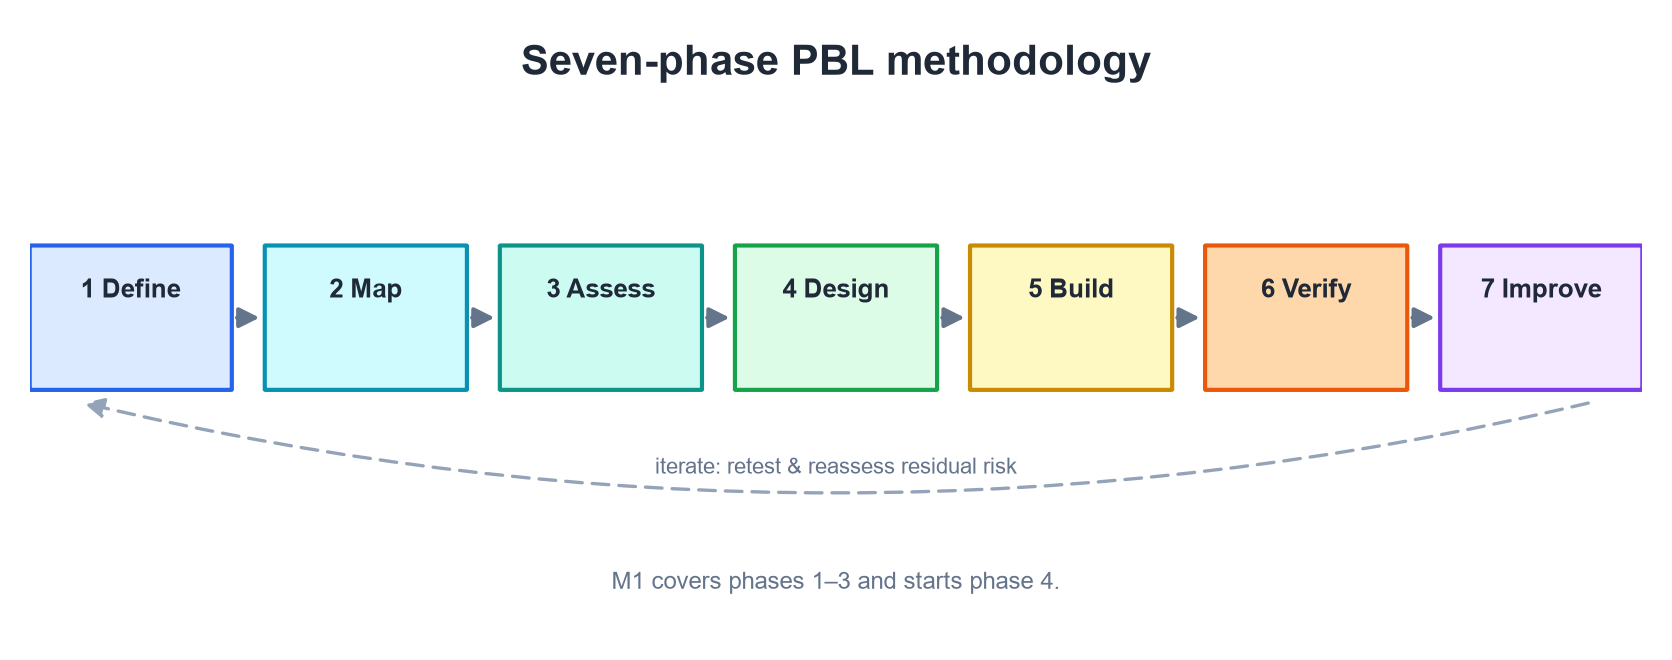 Seven-phase PBL methodology
1 Define
2 Map
3 Assess
4 Design
5 Build
6 Verify
7 Improve
iterate: retest & reassess residual risk
M1 covers phases 1–3 and starts phase 4.